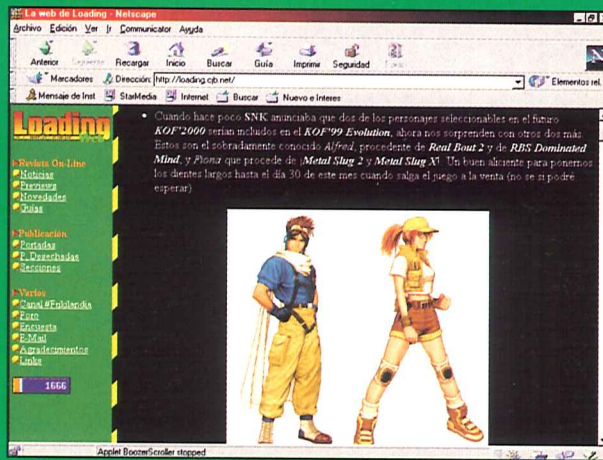 La web de Loading - Netscape
Archivo Edición Ver Ir Communicator Ayuda
Anterior Siguiente Recargar Inicio Buscar Guía Imprimir Seguridad
Marcadores Dirección: http://loading.cjb.net/ Elementos rel.
Mensaje de Inst StarMedia Internet Buscar Nuevo e Interes
Loading
Revista On-Line
Noticias
Previews
Novedades
Guias
Publicación
Portadas
P. Desechadas
Secciones
Varios
Canal #Fululandia
Foro
Encuesta
E-Mail
Agradecimientos
Links
1666
• Cuando hace poco SNK anunciaba que dos de los personajes seleccionables en el futuro
KOF'2000 serían includos en el KOF'99 Evolution, ahora nos sorprenden con otros dos más.
Estos son el sobradamente conocido Alfred, procedente de Real Bout 2 y de RBS Dominated
Mind, y Fiona que procede de ¡Metal Slug 2 y Metal Slug X! Un buen aliciente para ponernos
los dientes largos hasta el día 30 de este mes cuando salga el juego a la venta (no se si podré
esperar)
Applet BoozerScroller stopped